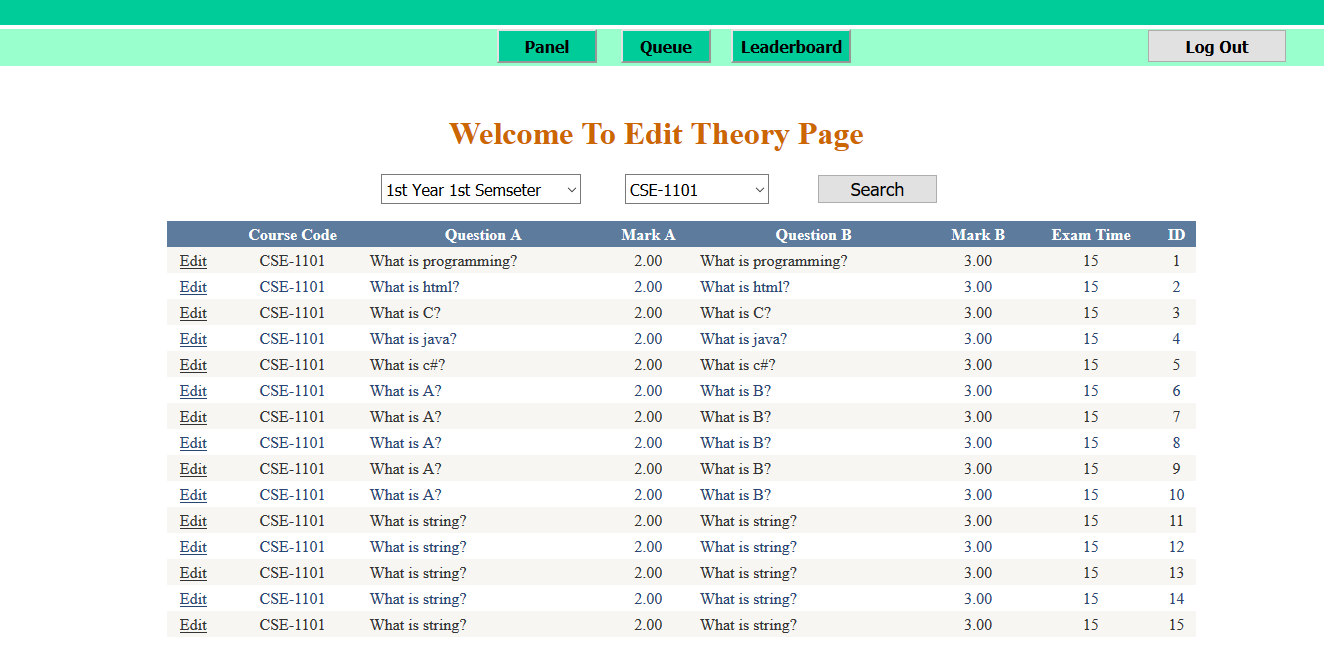 Panel Queue Leaderboard Log Out
Welcome To Edit Theory Page
1st Year 1st Semseter CSE-1101 Search
Course Code Question A Mark A Question B Mark B Exam Time ID
Edit CSE-1101 What is programming? 2.00 What is programming? 3.00 15 1
Edit CSE-1101 What is html? 2.00 What is html? 3.00 15 2
Edit CSE-1101 What is C? 2.00 What is C? 3.00 15 3
Edit CSE-1101 What is java? 2.00 What is java? 3.00 15 4
Edit CSE-1101 What is c#? 2.00 What is c#? 3.00 15 5
Edit CSE-1101 What is A? 2.00 What is B? 3.00 15 6
Edit CSE-1101 What is A? 2.00 What is B? 3.00 15 7
Edit CSE-1101 What is A? 2.00 What is B? 3.00 15 8
Edit CSE-1101 What is A? 2.00 What is B? 3.00 15 9
Edit CSE-1101 What is A? 2.00 What is B? 3.00 15 10
Edit CSE-1101 What is string? 2.00 What is string? 3.00 15 11
Edit CSE-1101 What is string? 2.00 What is string? 3.00 15 12
Edit CSE-1101 What is string? 2.00 What is string? 3.00 15 13
Edit CSE-1101 What is string? 2.00 What is string? 3.00 15 14
Edit CSE-1101 What is string? 2.00 What is string? 3.00 15 15